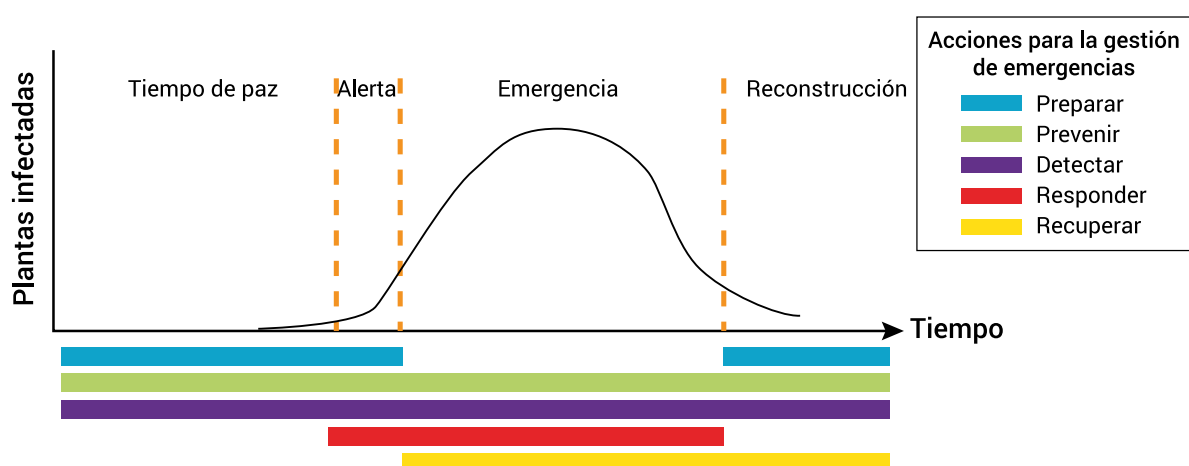 Plantas infectadas
Tiempo de paz
Alerta
Emergencia
Reconstrucción
Tiempo
Acciones para la gestión
de emergencias
Preparar
Prevenir
Detectar
Responder
Recuperar